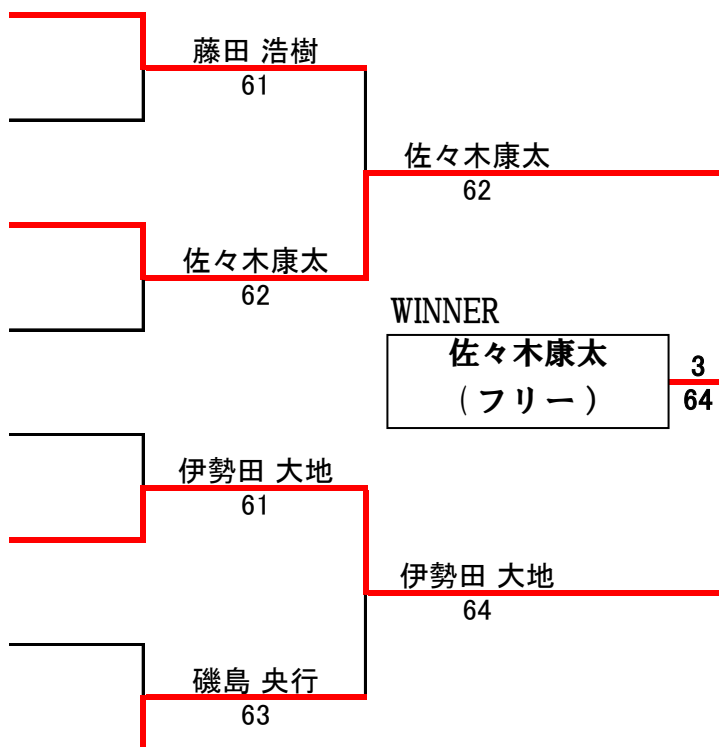 藤田 浩樹
61
佐々木康太
62
佐々木康太
62
WINNER
佐々木康太
(フリー)
3
64
伊勢田 大地
61
伊勢田 大地
64
磯島 央行
63